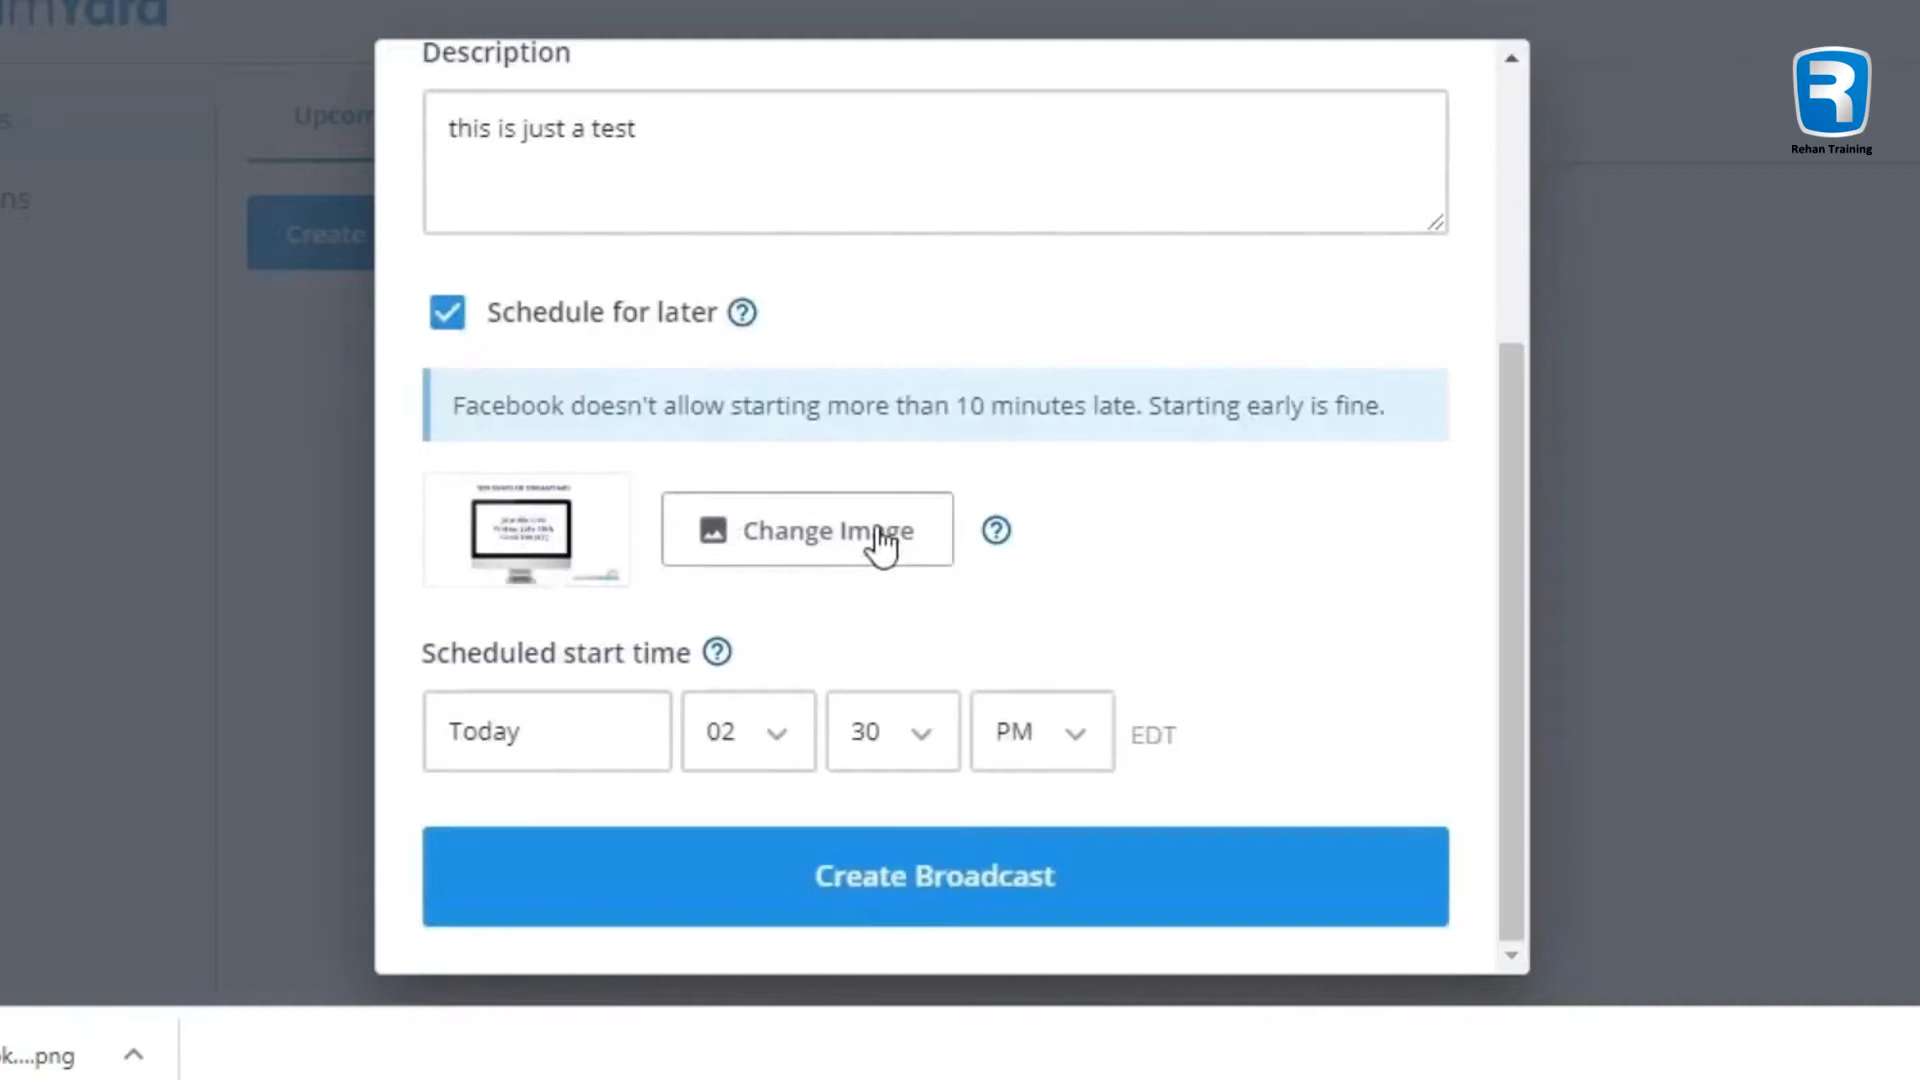 Description
this is just a test
Upcom
Create
Schedule for later
Facebook doesn't allow starting more than 10 minutes late. Starting early is fine.
Change Image
Scheduled start time
Today
02
30
PM
EDT
Create Broadcast
k....png
Rehan Training